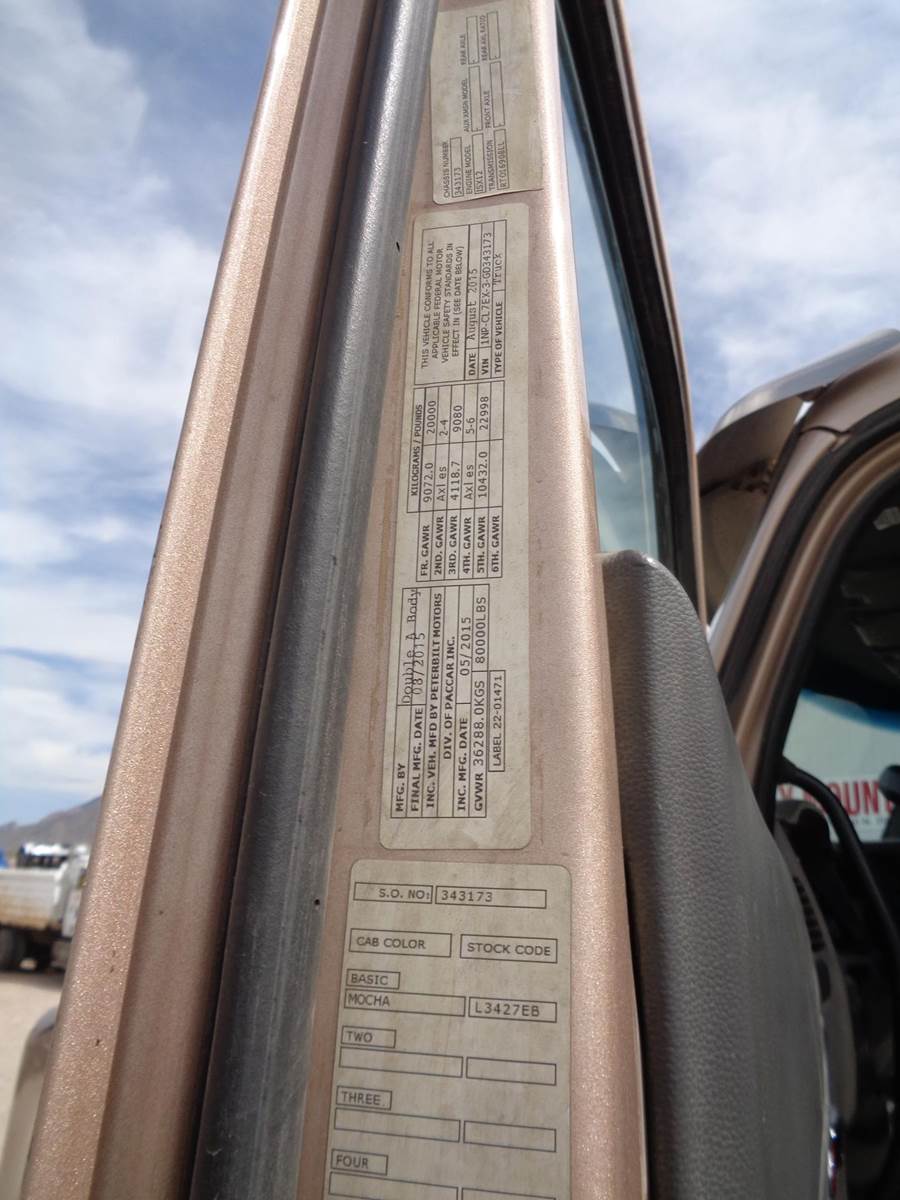 CHASSIS NUMBER
343173
ENGINE MODEL AUX XMSN MODEL REAR AXLE
ISX12
TRANSMISSION FRONT AXLE REAR AXL RATIO
THIS VEHICLE CONFORMS TO ALL
APPLICABLE FEDERAL MOTOR
VEHICLE SAFETY STANDARDS IN
EFFECT IN (SEE DATE BELOW)
DATE August 2015
VIN 1NP-CL7EX-3-GD343173
TYPE OF VEHICLE Truck
KILOGRAMS / POUNDS
FR. GAWR 9072.0 20000
2ND. GAWR Axles 2-4
3RD. GAWR 4118.7 9080
4TH. GAWR Axles 5-6
5TH. GAWR 10432.0 22998
6TH. GAWR
MFG. BY Double A Body
FINAL MFG. DATE 08/2015
INC. VEH. MFD BY PETERBILT MOTORS
DIV. OF PACCAR INC.
INC. MFG. DATE 05/2015
GVWR 36288.0KGS 80000LBS
LABEL 22-01471
S.O. NO: 343173
CAB COLOR STOCK CODE
BASIC
MOCHA L3427EB
TWO
THREE
FOUR